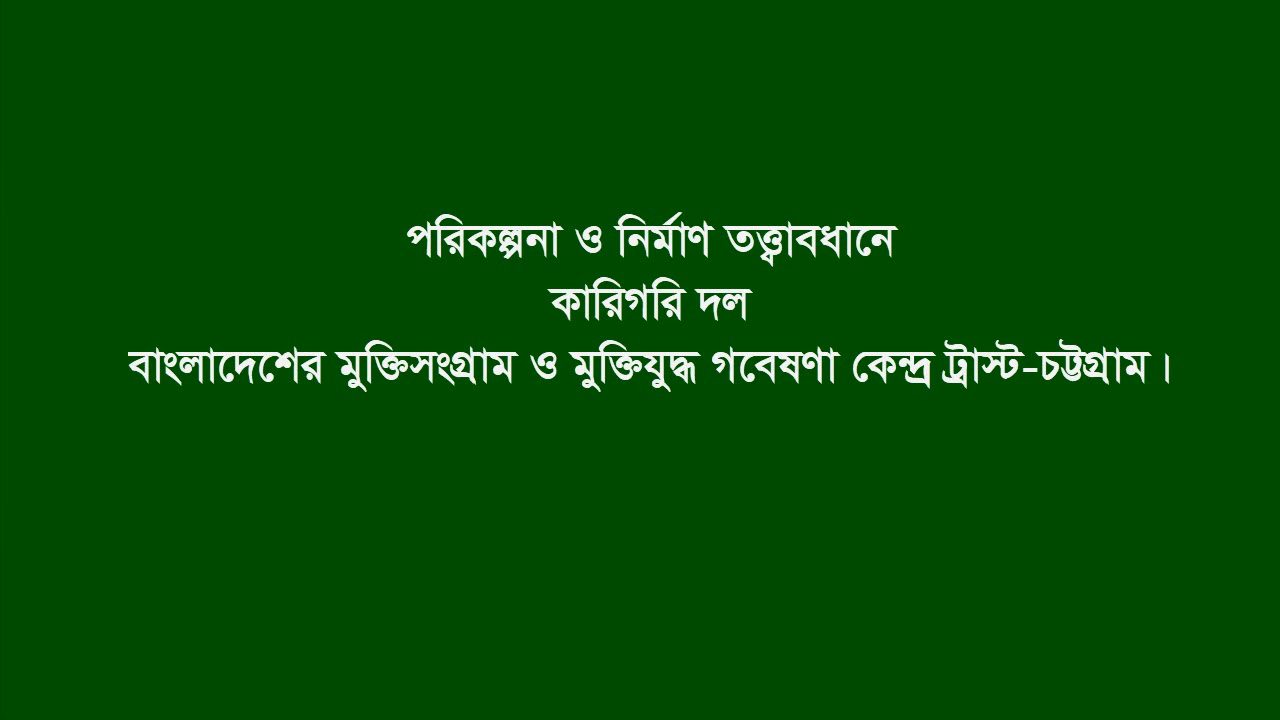 পরিকল্পনা ও নির্মাণ তত্ত্বাবধানে
কারিগরি দল
বাংলাদেশের মুক্তিসংগ্রাম ও মুক্তিযুদ্ধ গবেষণা কেন্দ্র ট্রাস্ট-চট্টগ্রাম।